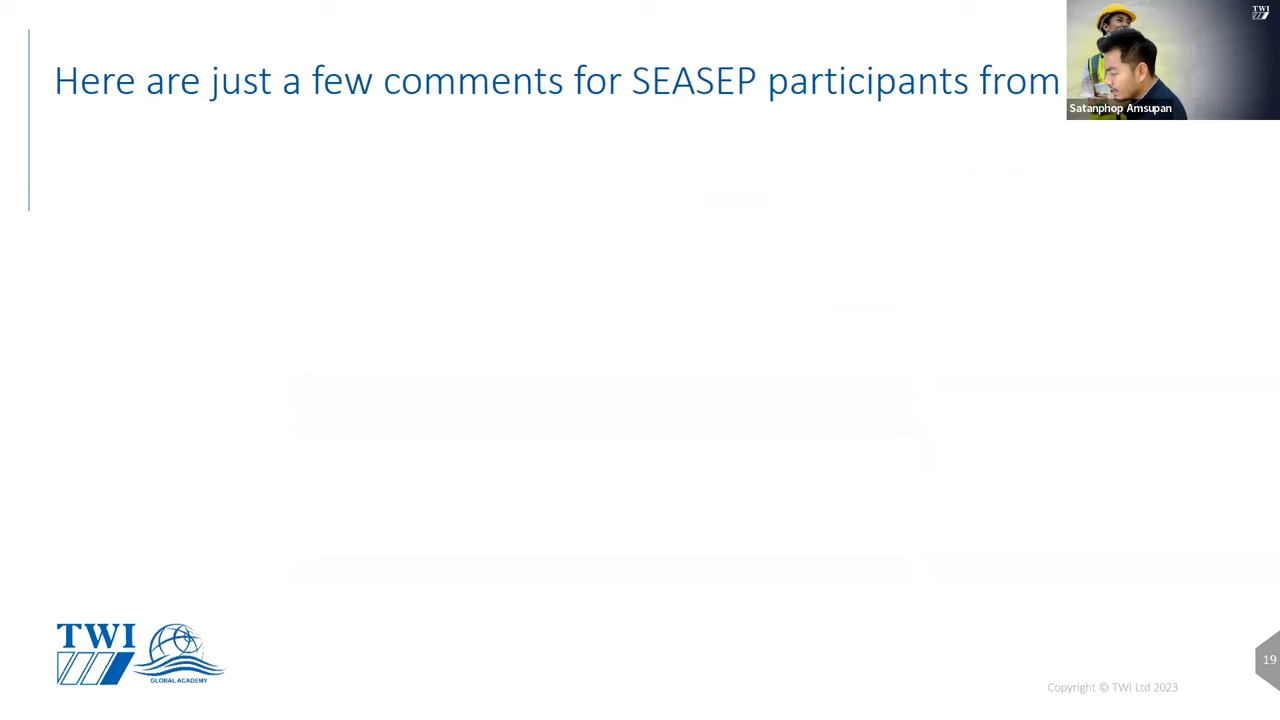 Here are just a few comments for SEASEP participants from
TWI
Satanphop Amsupan
TWI
GLOBAL ACADEMY
19
Copyright © TWI Ltd 2023